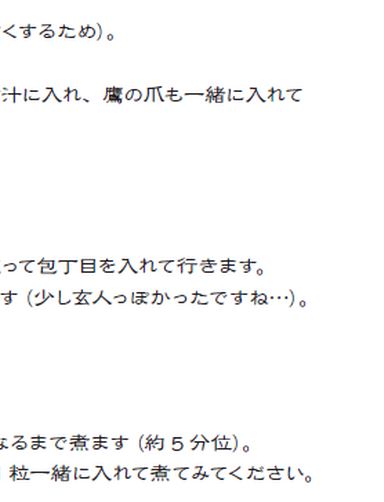 くするため）。
汁に入れ、鷹の爪も一緒に入れて
って包丁目を入れて行きます。
す（少し玄人っぽかったですね…）。
なるまで煮ます（約５分位）。
粒一緒に入れて煮てみてください。